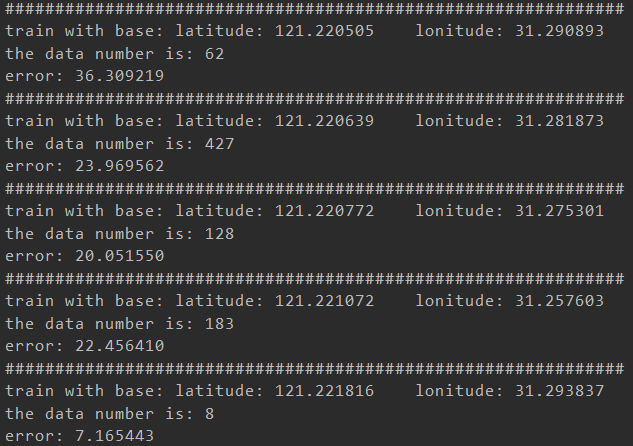 ##############################################################
train with base: latitude: 121.220505    lonitude: 31.290893
the data number is: 62
error: 36.309219
##############################################################
train with base: latitude: 121.220639    lonitude: 31.281873
the data number is: 427
error: 23.969562
##############################################################
train with base: latitude: 121.220772    lonitude: 31.275301
the data number is: 128
error: 20.051550
##############################################################
train with base: latitude: 121.221072    lonitude: 31.257603
the data number is: 183
error: 22.456410
##############################################################
train with base: latitude: 121.221816    lonitude: 31.293837
the data number is: 8
error: 7.165443